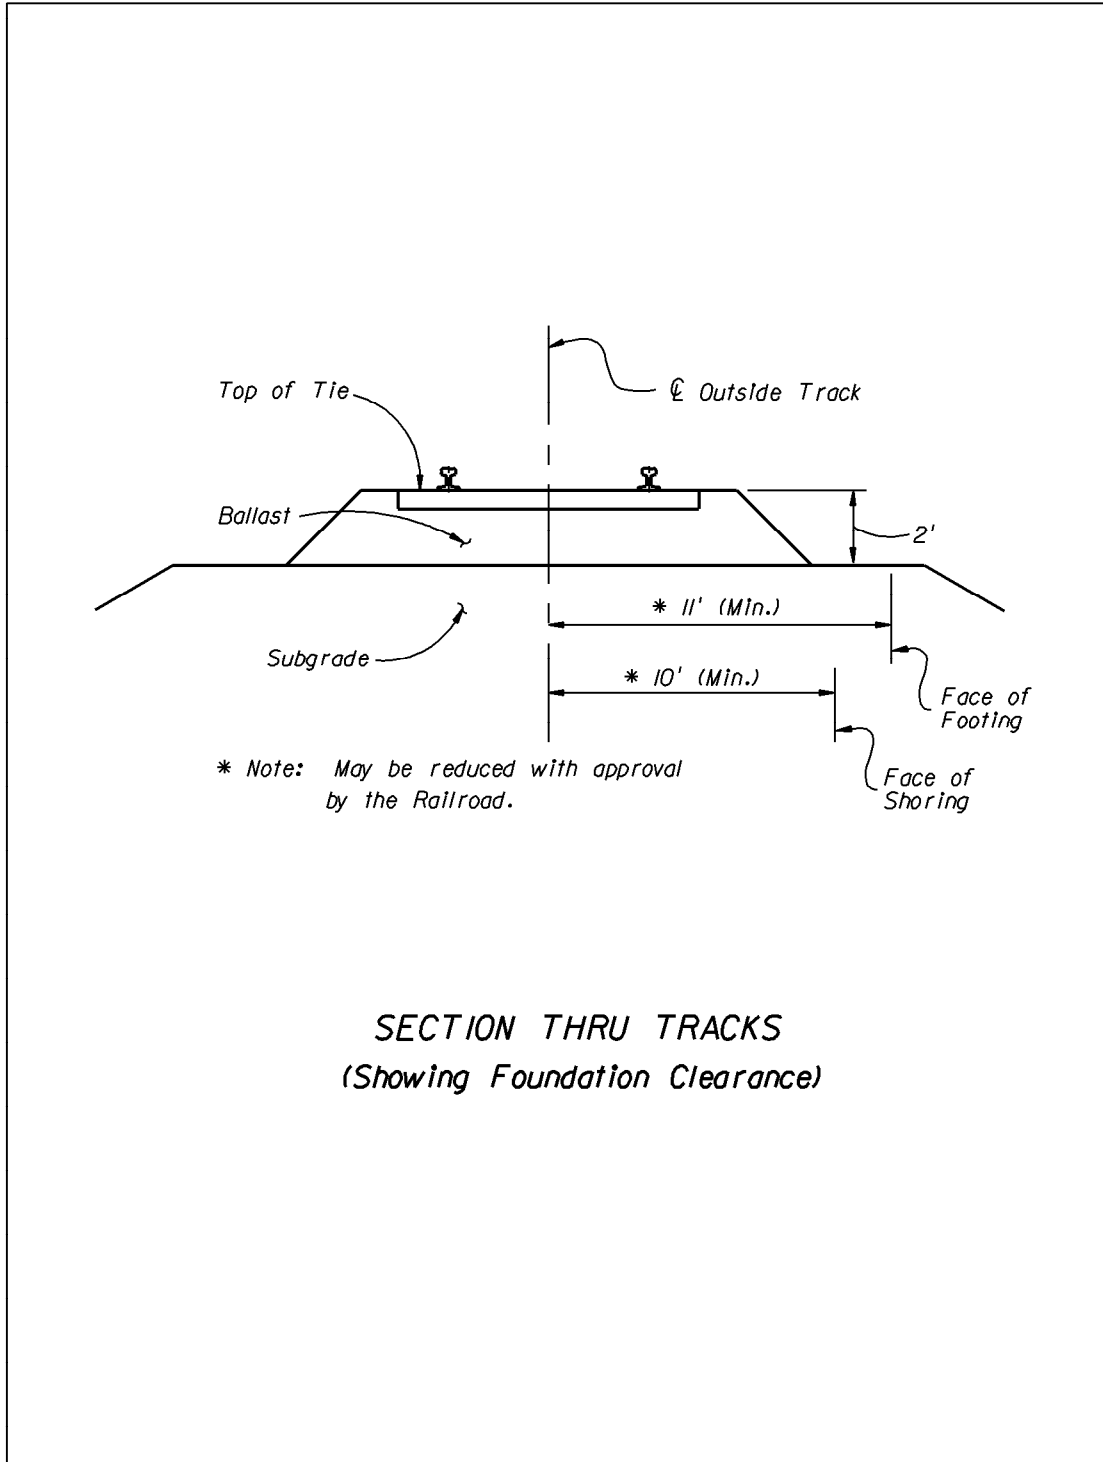 Top of Tie
℄ Outside Track
Ballast
2'
* 11' (Min.)
Subgrade
* 10' (Min.)
Face of
Footing
* Note: May be reduced with approval
by the Railroad.
Face of
Shoring
SECTION THRU TRACKS
(Showing Foundation Clearance)